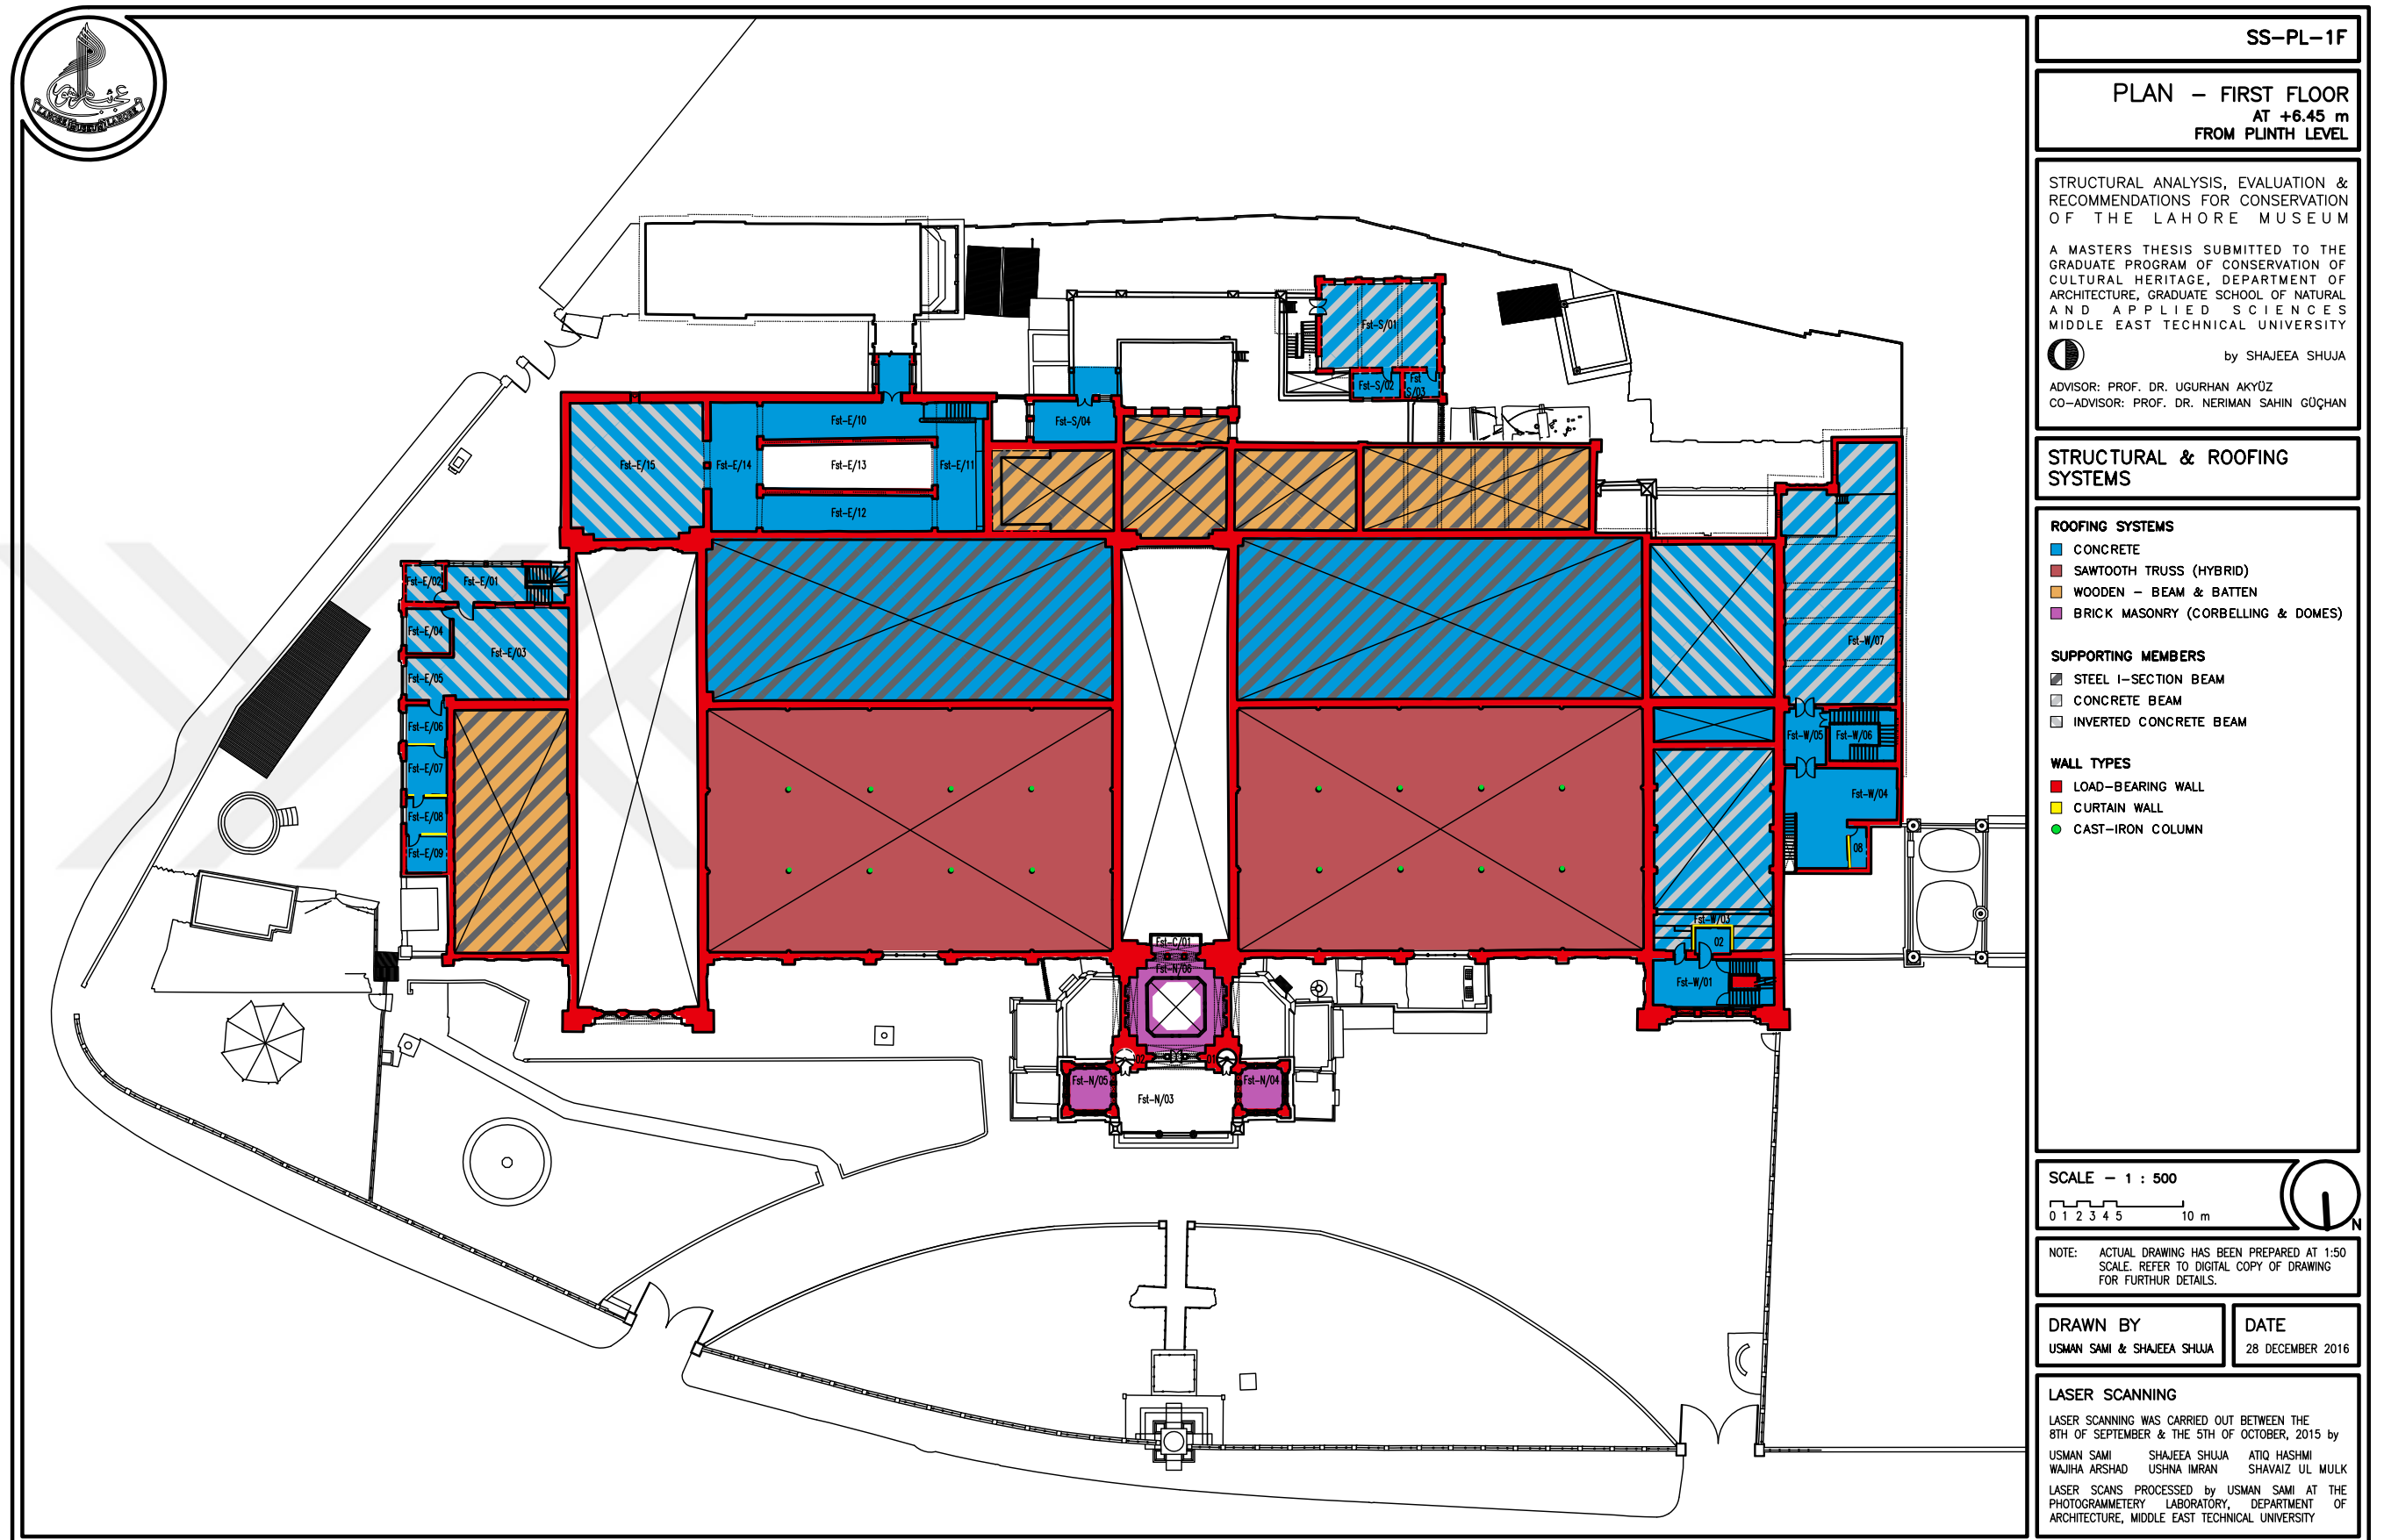 LAHORE MUSEUM LAHORE
SS-PL-1F
PLAN - FIRST FLOOR
AT +6.45 m
FROM PLINTH LEVEL
STRUCTURAL ANALYSIS, EVALUATION &
RECOMMENDATIONS FOR CONSERVATION
OF THE LAHORE MUSEUM
A MASTERS THESIS SUBMITTED TO THE
GRADUATE PROGRAM OF CONSERVATION OF
CULTURAL HERITAGE, DEPARTMENT OF
ARCHITECTURE, GRADUATE SCHOOL OF NATURAL
AND APPLIED SCIENCES
MIDDLE EAST TECHNICAL UNIVERSITY
by SHAJEEA SHUJA
ADVISOR: PROF. DR. UGURHAN AKYÜZ
CO-ADVISOR: PROF. DR. NERIMAN SAHIN GÜÇHAN
STRUCTURAL & ROOFING
SYSTEMS
ROOFING SYSTEMS
CONCRETE
SAWTOOTH TRUSS (HYBRID)
WOODEN - BEAM & BATTEN
BRICK MASONRY (CORBELLING & DOMES)
SUPPORTING MEMBERS
STEEL I-SECTION BEAM
CONCRETE BEAM
INVERTED CONCRETE BEAM
WALL TYPES
LOAD-BEARING WALL
CURTAIN WALL
CAST-IRON COLUMN
SCALE - 1 : 500
0 1 2 3 4 5 10 m
N
NOTE: ACTUAL DRAWING HAS BEEN PREPARED AT 1:50
SCALE. REFER TO DIGITAL COPY OF DRAWING
FOR FURTHUR DETAILS.
DRAWN BY
USMAN SAMI & SHAJEEA SHUJA
DATE
28 DECEMBER 2016
LASER SCANNING
LASER SCANNING WAS CARRIED OUT BETWEEN THE
8TH OF SEPTEMBER & THE 5TH OF OCTOBER, 2015 by
USMAN SAMI SHAJEEA SHUJA ATIQ HASHMI
WAJIHA ARSHAD USHNA IMRAN SHAVAIZ UL MULK
LASER SCANS PROCESSED by USMAN SAMI AT THE
PHOTOGRAMMETERY LABORATORY, DEPARTMENT OF
ARCHITECTURE, MIDDLE EAST TECHNICAL UNIVERSITY
Fst-S/01
Fst-S/02
Fst
S/03
Fst-S/04
Fst-E/10
Fst-E/15
Fst-E/14
Fst-E/13
Fst-E/11
Fst-E/12
Fst-E/02
Fst-E/01
Fst-E/04
Fst-E/03
Fst-E/05
Fst-E/06
Fst-E/07
Fst-E/08
Fst-E/09
Fst-W/07
Fst-W/05
Fst-W/06
Fst-W/04
08
Fst-W/03
02
Fst-W/01
Fst-C/01
Fst-N/06
02
01
Fst-N/05
Fst-N/04
Fst-N/03